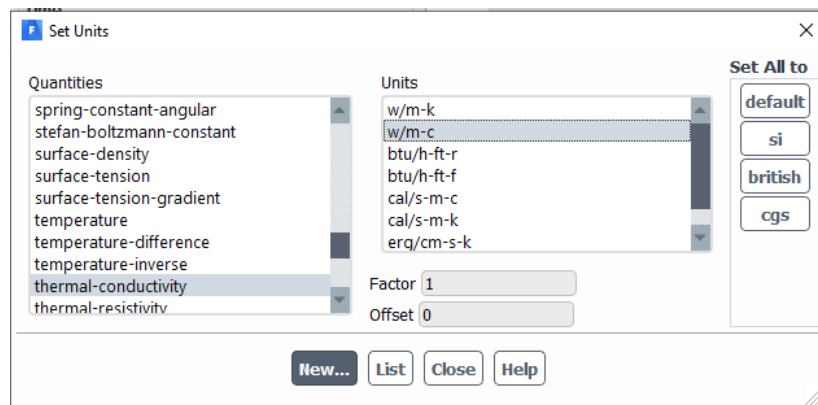 Set Units
Quantities
spring-constant-angular
stefan-boltzmann-constant
surface-density
surface-tension
surface-tension-gradient
temperature
temperature-difference
temperature-inverse
thermal-conductivity
thermal-resistivity
Units
w/m-k
w/m-c
btu/h-ft-r
btu/h-ft-f
cal/s-m-c
cal/s-m-k
erg/cm-s-k
Factor 1
Offset 0
Set All to
default
si
british
cgs
New... List Close Help